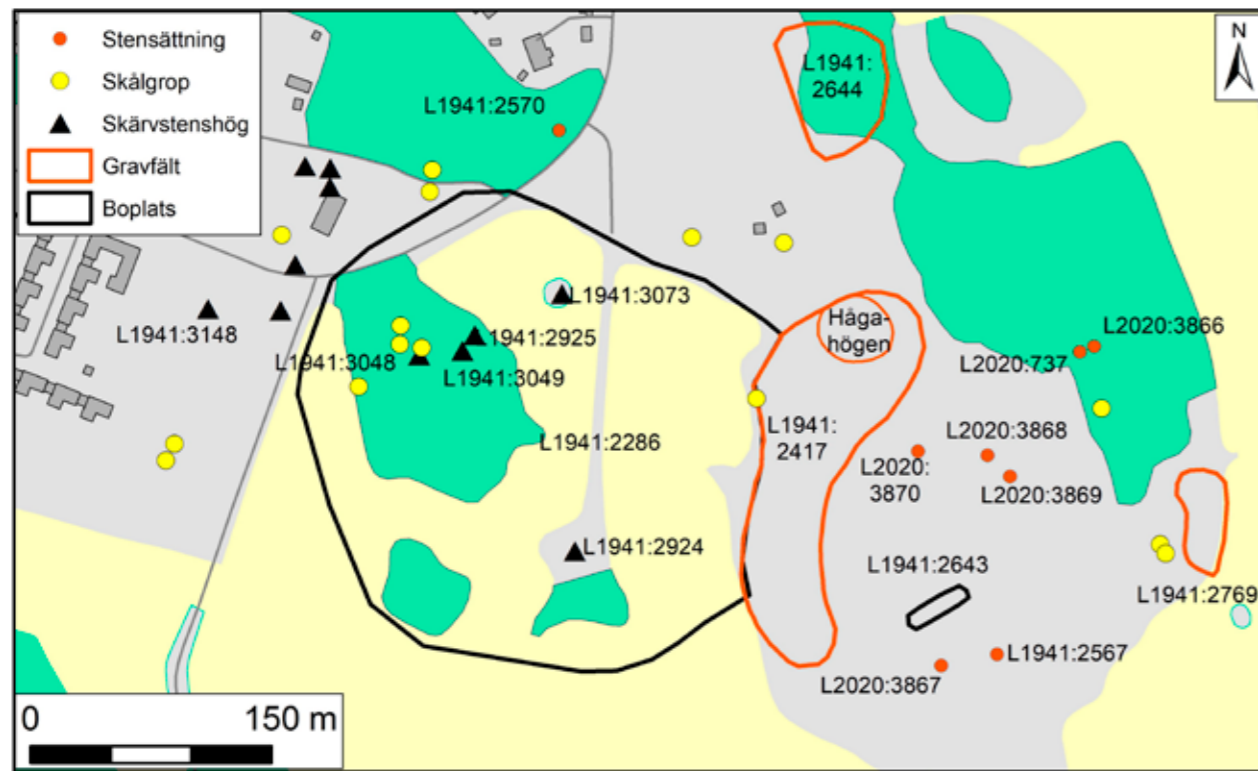 Stensättning
Skålgrop
Skärvstenshög
Gravfält
Boplats
N
L1941:2570
L1941:
2644
L1941:3073
L1941:3148
1941:2925
L1941:3048
L1941:3049
Håga-
högen
L2020:3866
L2020:737
L1941:2286
L1941:
2417
L2020:3868
L2020:
3870
L2020:3869
L1941:2924
L1941:2643
L1941:2769
L1941:2567
L2020:3867
0 150 m